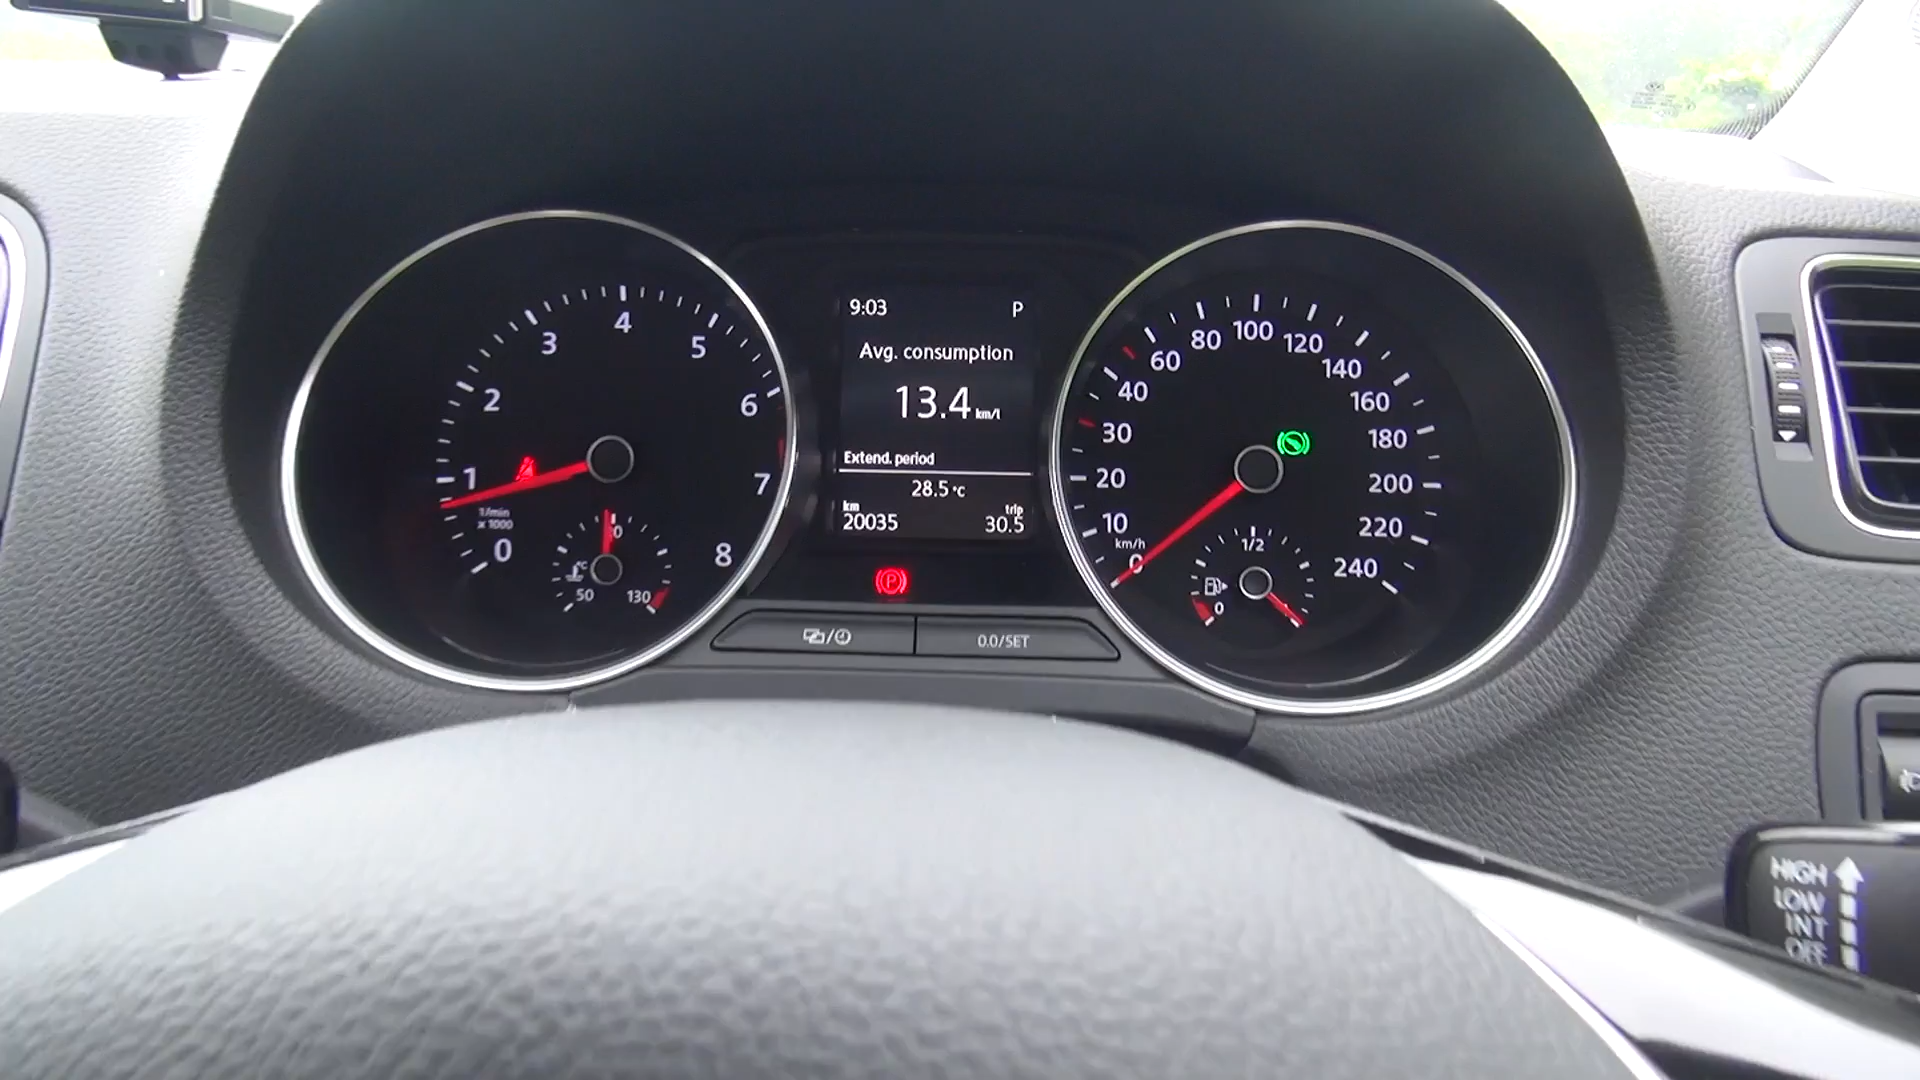 9:03 P
Avg. consumption
13.4 km/l
Extend. period
28.5 °C
km trip
20035 30.5
0 1 2 3 4 5 6 7 8
1/min
x 1000
°C
50 130
0 10 20 30 40 60 80 100 120 140 160 180 200 220 240
km/h
1/2
0
P
0.0/SET
HIGH
LOW
INT
OFF